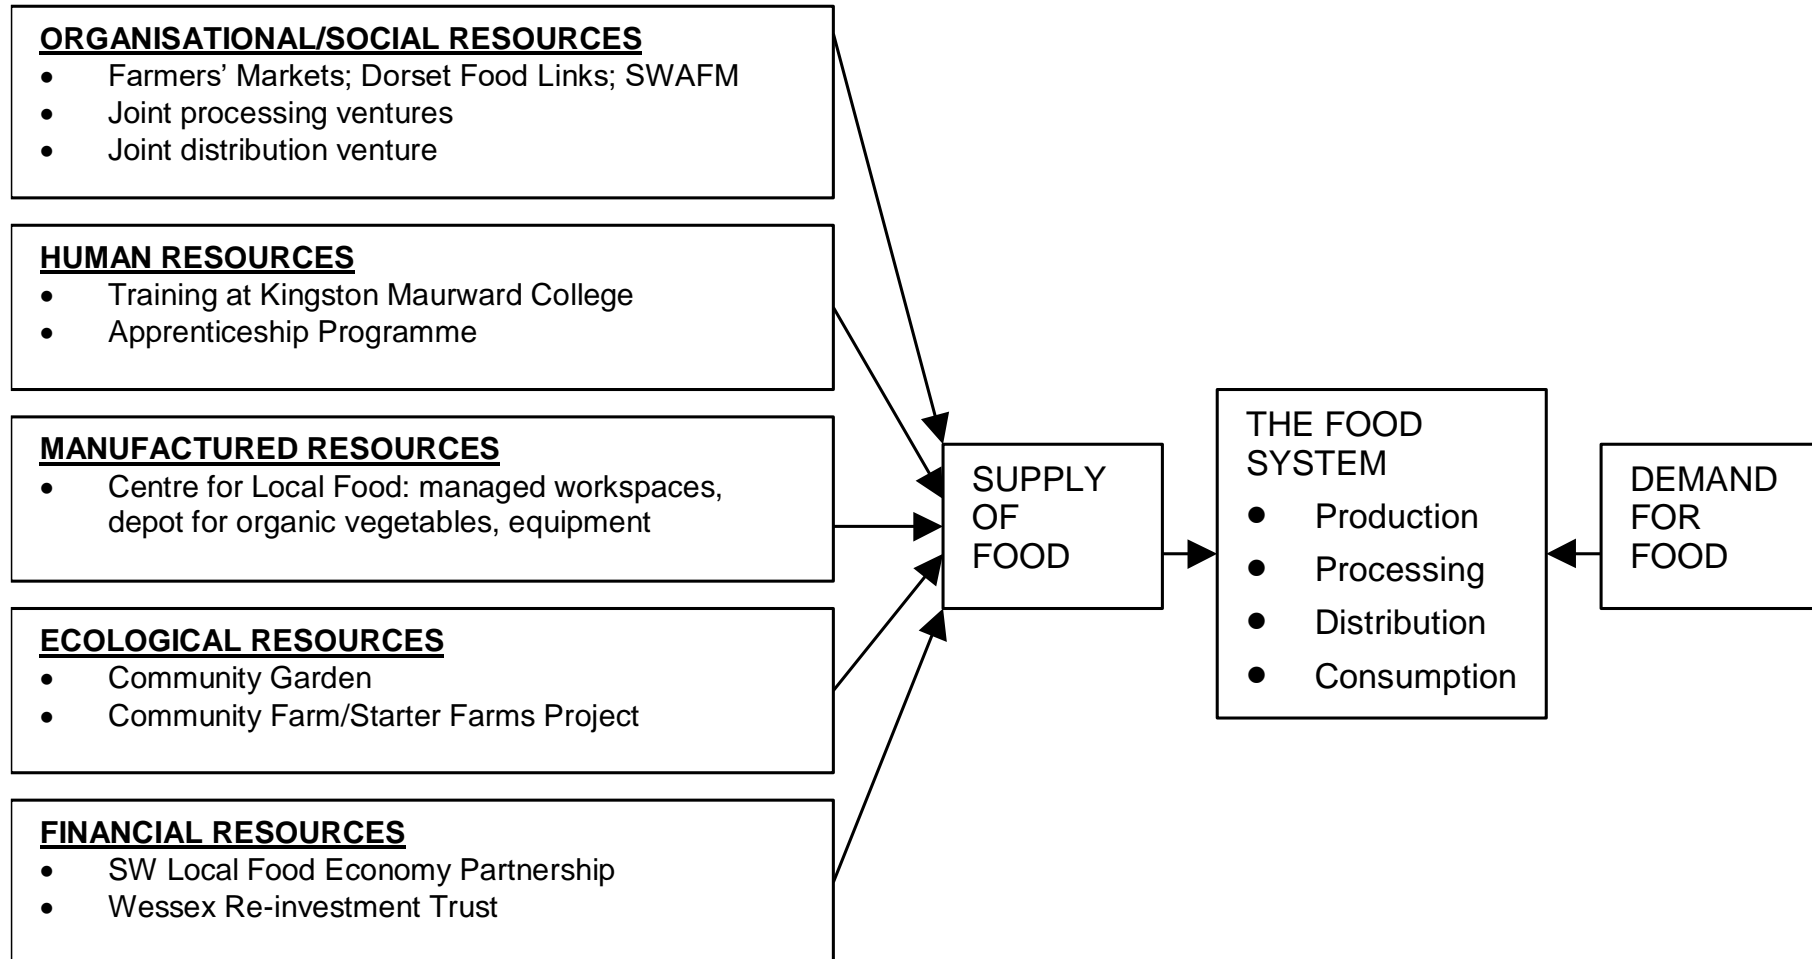 ORGANISATIONAL/SOCIAL RESOURCES
• Farmers’ Markets; Dorset Food Links; SWAFM
• Joint processing ventures
• Joint distribution venture
HUMAN RESOURCES
• Training at Kingston Maurward College
• Apprenticeship Programme
MANUFACTURED RESOURCES
• Centre for Local Food: managed workspaces,
depot for organic vegetables, equipment
ECOLOGICAL RESOURCES
• Community Garden
• Community Farm/Starter Farms Project
FINANCIAL RESOURCES
• SW Local Food Economy Partnership
• Wessex Re-investment Trust
SUPPLY
OF
FOOD
THE FOOD
SYSTEM
• Production
• Processing
• Distribution
• Consumption
DEMAND
FOR
FOOD